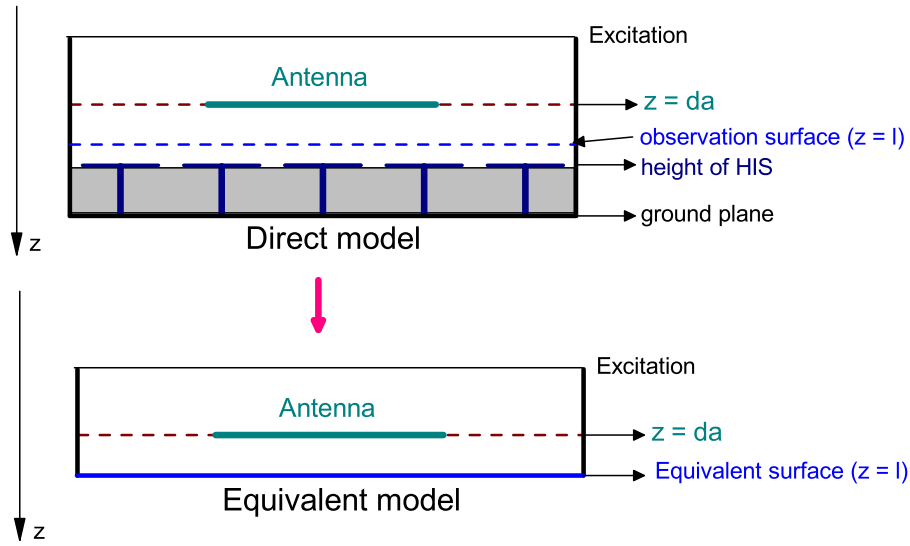 Excitation
Antenna
z = da
observation surface (z = l)
height of HIS
ground plane
Direct model
z
Excitation
Antenna
z = da
Equivalent surface (z = l)
Equivalent model
z